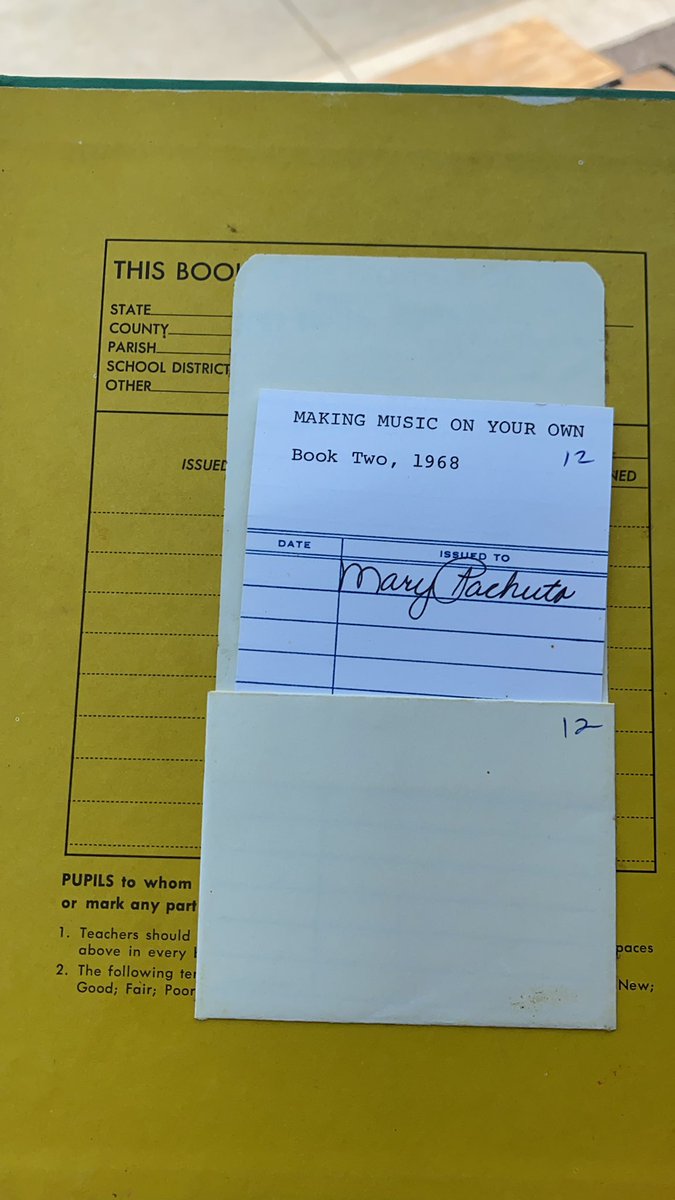 THIS BOO
STATE
COUNTY
PARISH
SCHOOL DISTRICT
OTHER
ISSUED
NED
MAKING MUSIC ON YOUR OWN
Book Two, 1968 12
DATE ISSUED TO
Mary Pachuta
12
PUPILS to whom
or mark any part
1. Teachers should
above in every paces
2. The following ter
Good; Fair; Poor New;